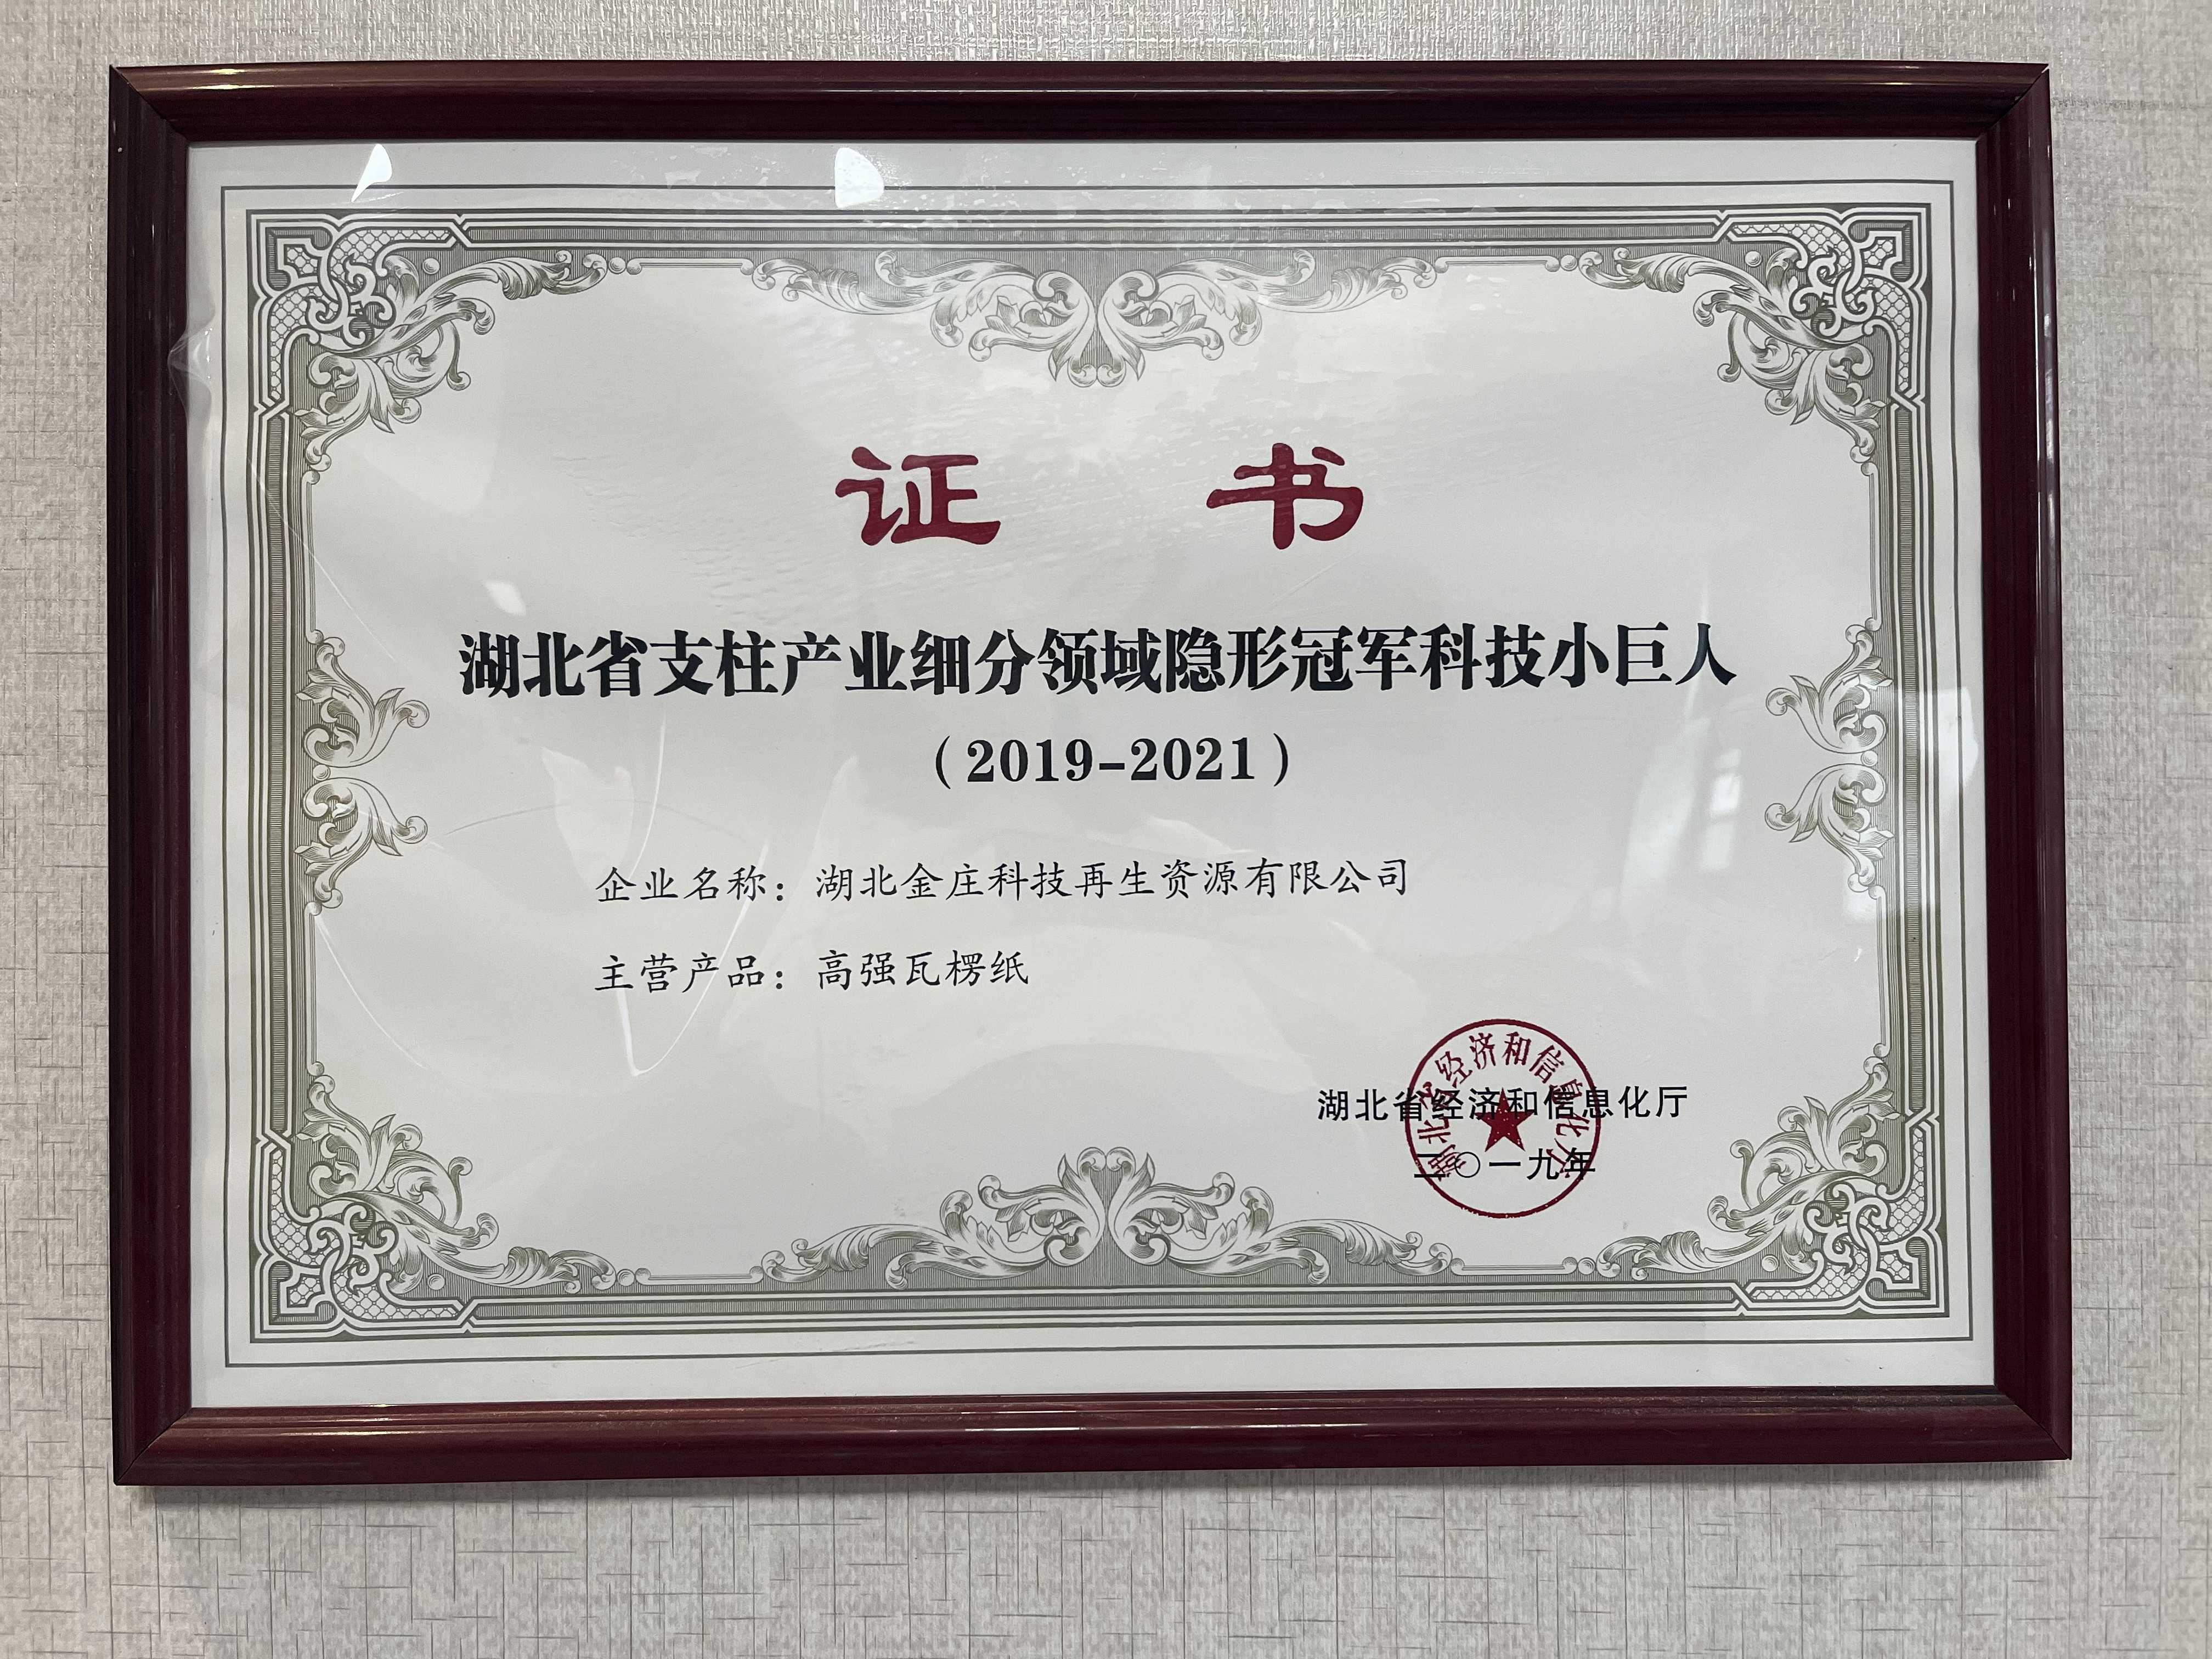 证 书
湖北省支柱产业细分领域隐形冠军科技小巨人
（2019-2021）
企业名称：湖北金庄科技再生资源有限公司
主营产品：高强瓦楞纸
湖北省经济和信息化厅
湖北省经济和信息化厅
二〇一九年